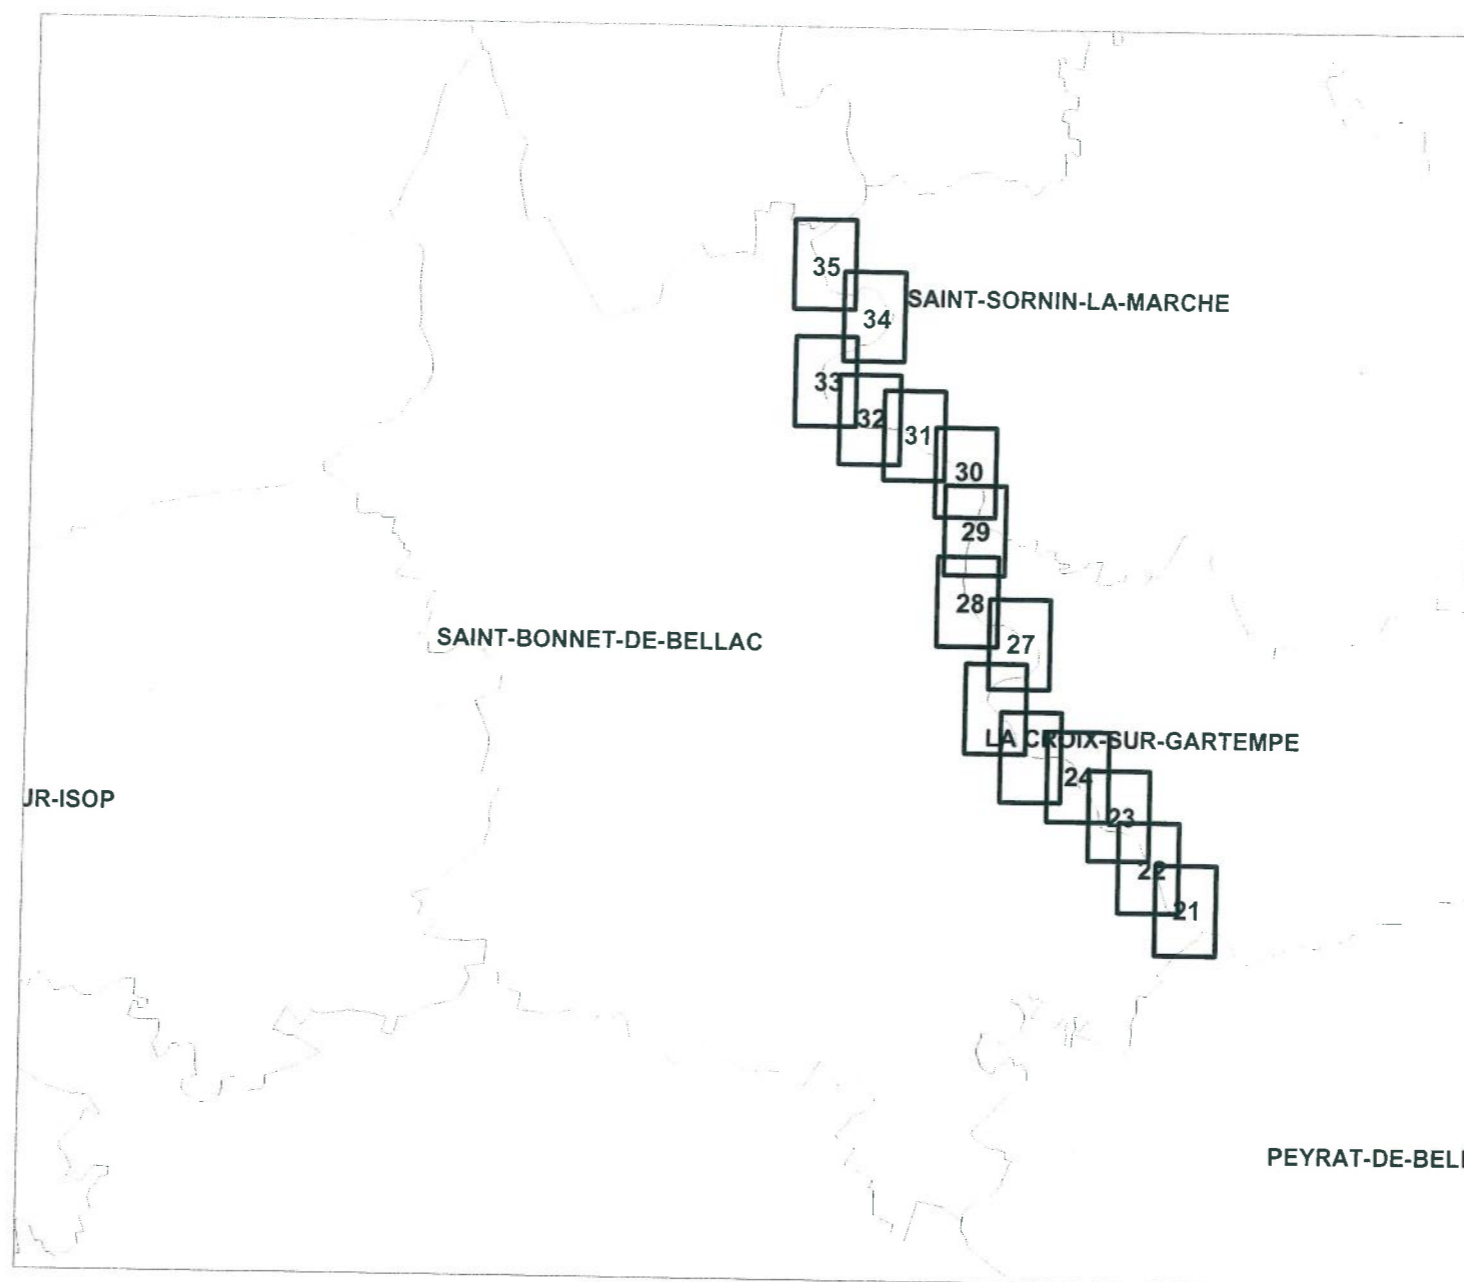 35
SAINT-SORNIN-LA-MARCHE
34
33
32
31
30
29
28
SAINT-BONNET-DE-BELLAC
27
LA CROIX-SUR-GARTEMPE
24
UR-ISOP
23
22
21
PEYRAT-DE-BELL